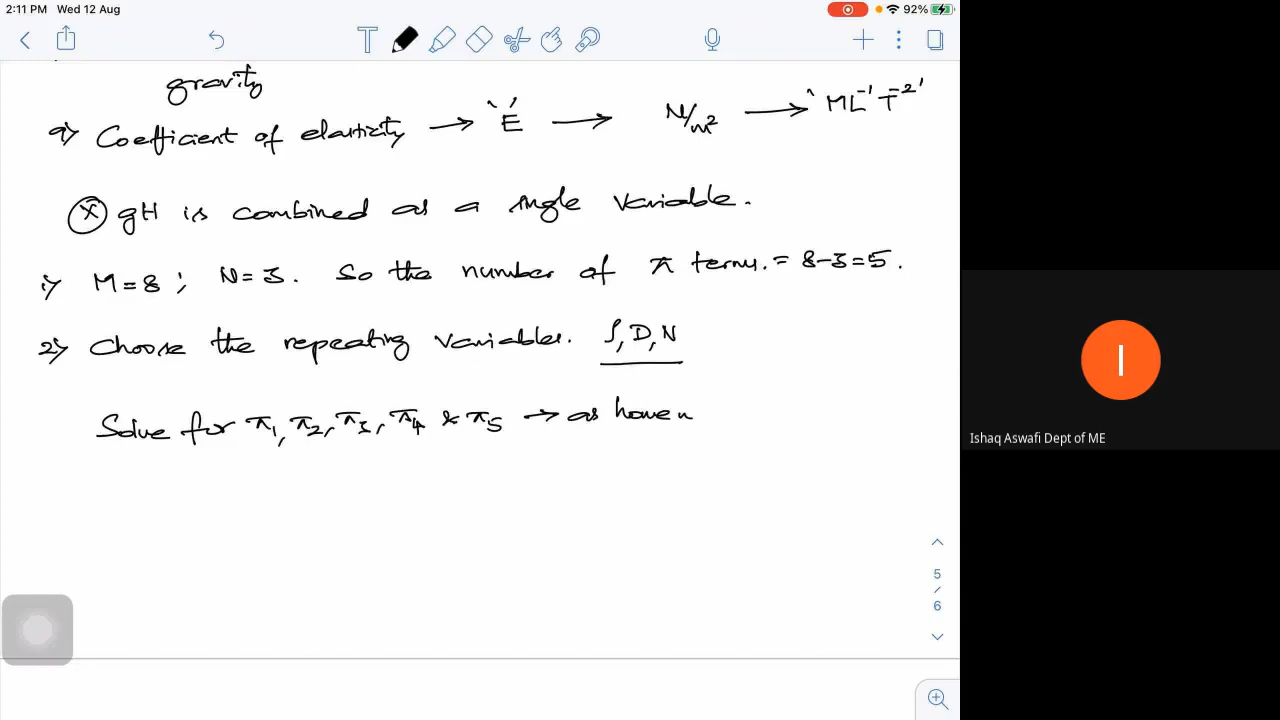 2:11 PM Wed 12 Aug
92%
T
gravity
9) Coefficient of elasticity → 'E' → N/m² → 'ML⁻¹T⁻²'
* gH is combined as a single variable.
1) M=8; N=3. So the number of π terms. = 8-3=5.
2) Choose the repeating variables. ρ, D, N
Solve for π₁, π₂, π₃, π₄ & π₅ → as home
5
/
6
I
Ishaq Aswafi Dept of ME